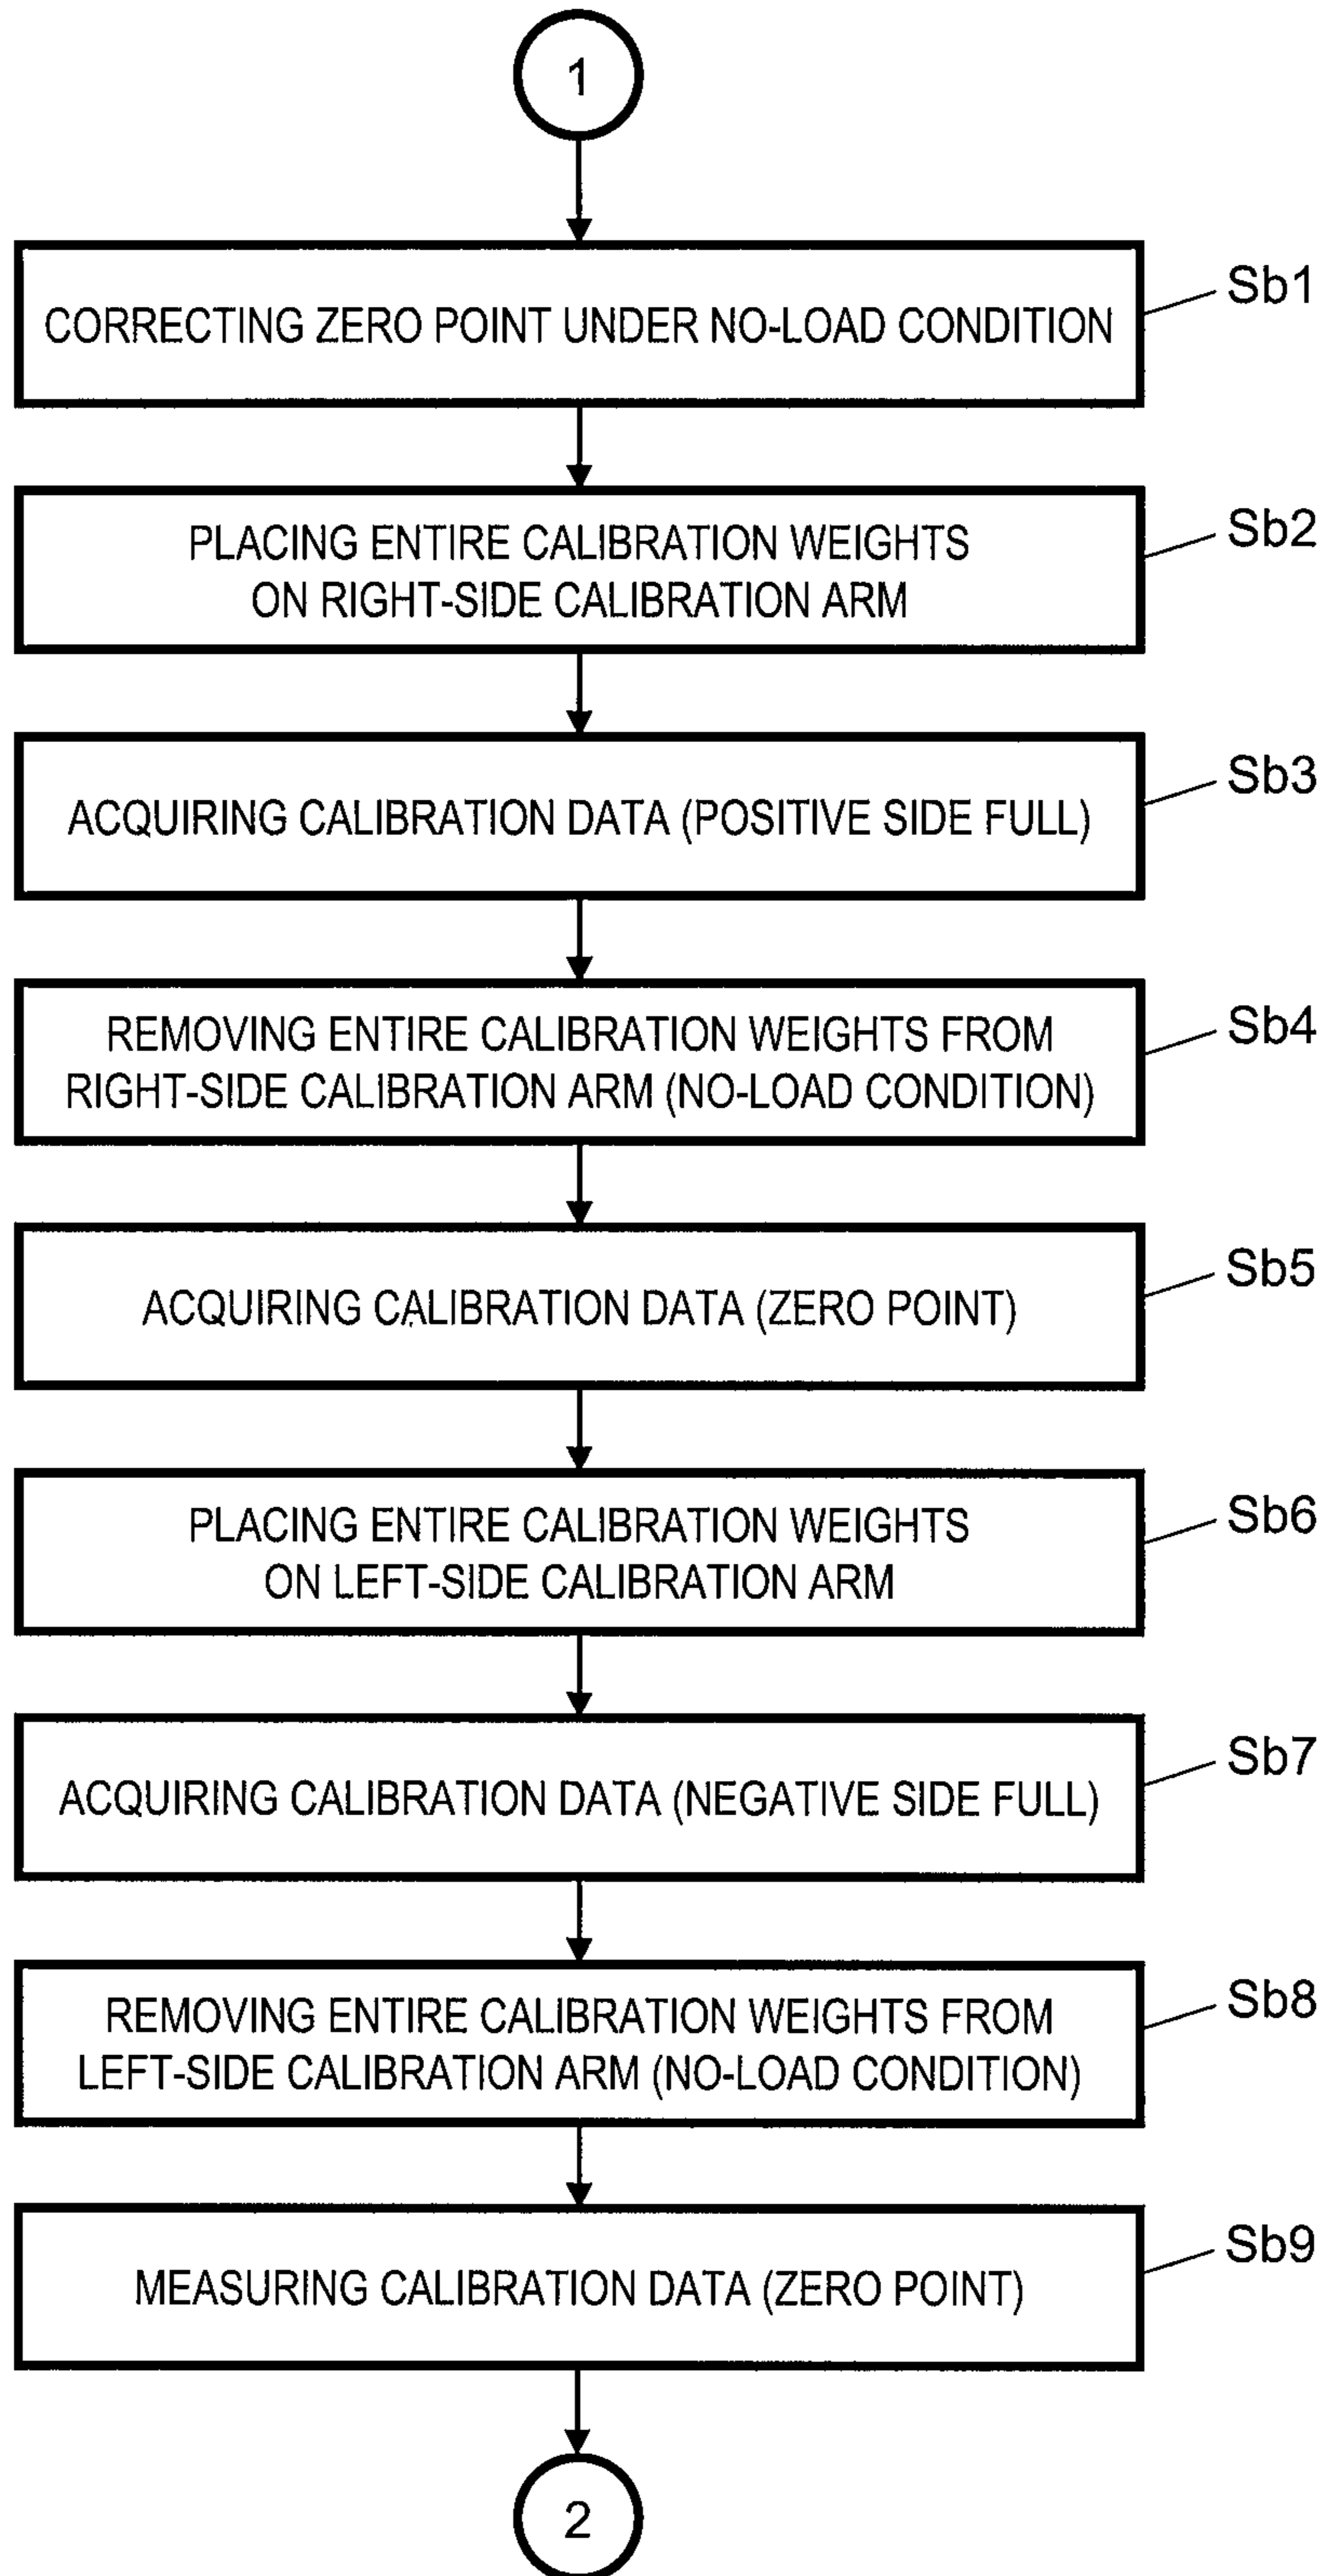 1
CORRECTING ZERO POINT UNDER NO-LOAD CONDITION
Sb1
PLACING ENTIRE CALIBRATION WEIGHTS
ON RIGHT-SIDE CALIBRATION ARM
Sb2
ACQUIRING CALIBRATION DATA (POSITIVE SIDE FULL)
Sb3
REMOVING ENTIRE CALIBRATION WEIGHTS FROM
RIGHT-SIDE CALIBRATION ARM (NO-LOAD CONDITION)
Sb4
ACQUIRING CALIBRATION DATA (ZERO POINT)
Sb5
PLACING ENTIRE CALIBRATION WEIGHTS
ON LEFT-SIDE CALIBRATION ARM
Sb6
ACQUIRING CALIBRATION DATA (NEGATIVE SIDE FULL)
Sb7
REMOVING ENTIRE CALIBRATION WEIGHTS FROM
LEFT-SIDE CALIBRATION ARM (NO-LOAD CONDITION)
Sb8
MEASURING CALIBRATION DATA (ZERO POINT)
Sb9
2